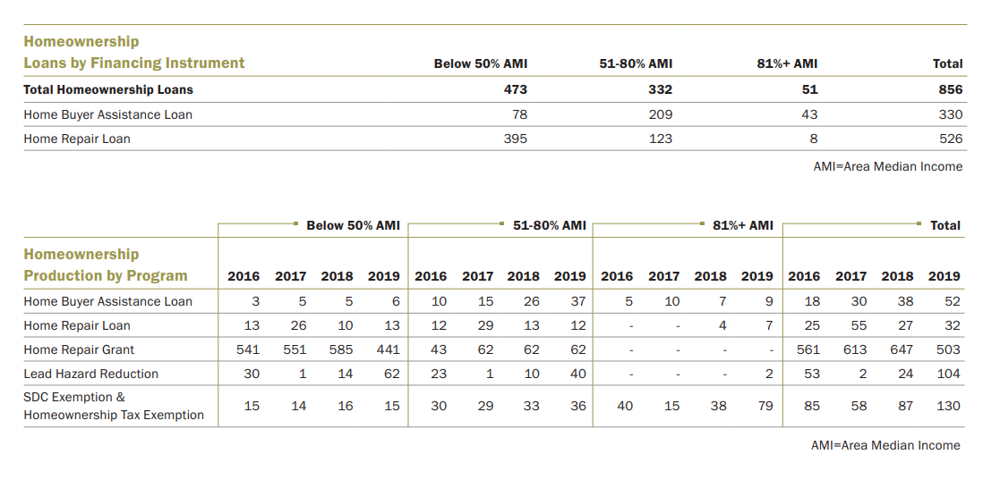 Homeownership
Loans by Financing Instrument Below 50% AMI 51-80% AMI 81%+ AMI Total
Total Homeownership Loans 473 332 51 856
Home Buyer Assistance Loan 78 209 43 330
Home Repair Loan 395 123 8 526
AMI=Area Median Income
Below 50% AMI 51-80% AMI 81%+ AMI Total
Homeownership
Production by Program 2016 2017 2018 2019 2016 2017 2018 2019 2016 2017 2018 2019 2016 2017 2018 2019
Home Buyer Assistance Loan 3 5 5 6 10 15 26 37 5 10 7 9 18 30 38 52
Home Repair Loan 13 26 10 13 12 29 13 12 - - 4 7 25 55 27 32
Home Repair Grant 541 551 585 441 43 62 62 62 - - - - 561 613 647 503
Lead Hazard Reduction 30 1 14 62 23 1 10 40 - - - 2 53 2 24 104
SDC Exemption &
Homeownership Tax Exemption 15 14 16 15 30 29 33 36 40 15 38 79 85 58 87 130
AMI=Area Median Income